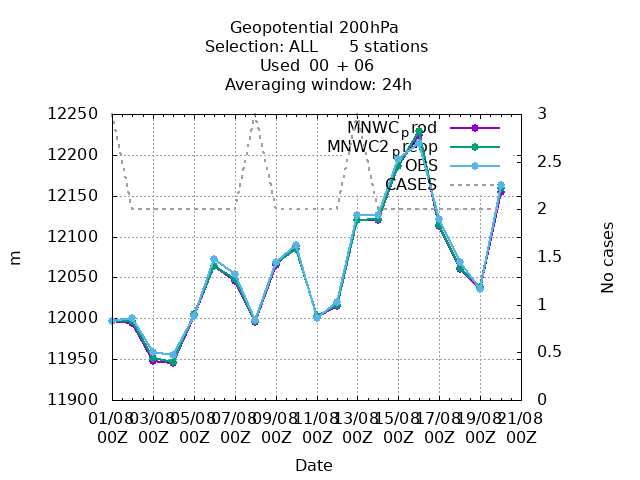 Geopotential 200hPa
Selection: ALL 5 stations
Used 00 + 06
Averaging window: 24h
12250
12200
12150
12100
12050
12000
11950
11900
m
3
2.5
2
1.5
1
0.5
0
No cases
MNWCprod
MNWC2preop
OBS
CASES
01/08 03/08 05/08 07/08 09/08 11/08 13/08 15/08 17/08 19/08 21/08
00Z 00Z 00Z 00Z 00Z 00Z 00Z 00Z 00Z 00Z 00Z
Date